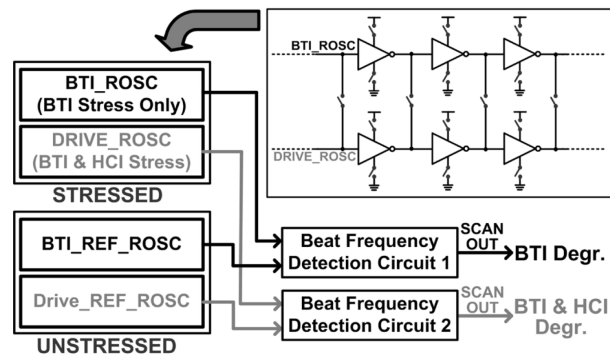 BTI_ROSC
(BTI Stress Only)
DRIVE_ROSC
(BTI & HCI Stress)
STRESSED
BTI_ROSC
DRIVE_ROSC
BTI_REF_ROSC
Drive_REF_ROSC
UNSTRESSED
Beat Frequency
Detection Circuit 1
SCAN
OUT
BTI Degr.
Beat Frequency
Detection Circuit 2
SCAN
OUT
BTI & HCI
Degr.